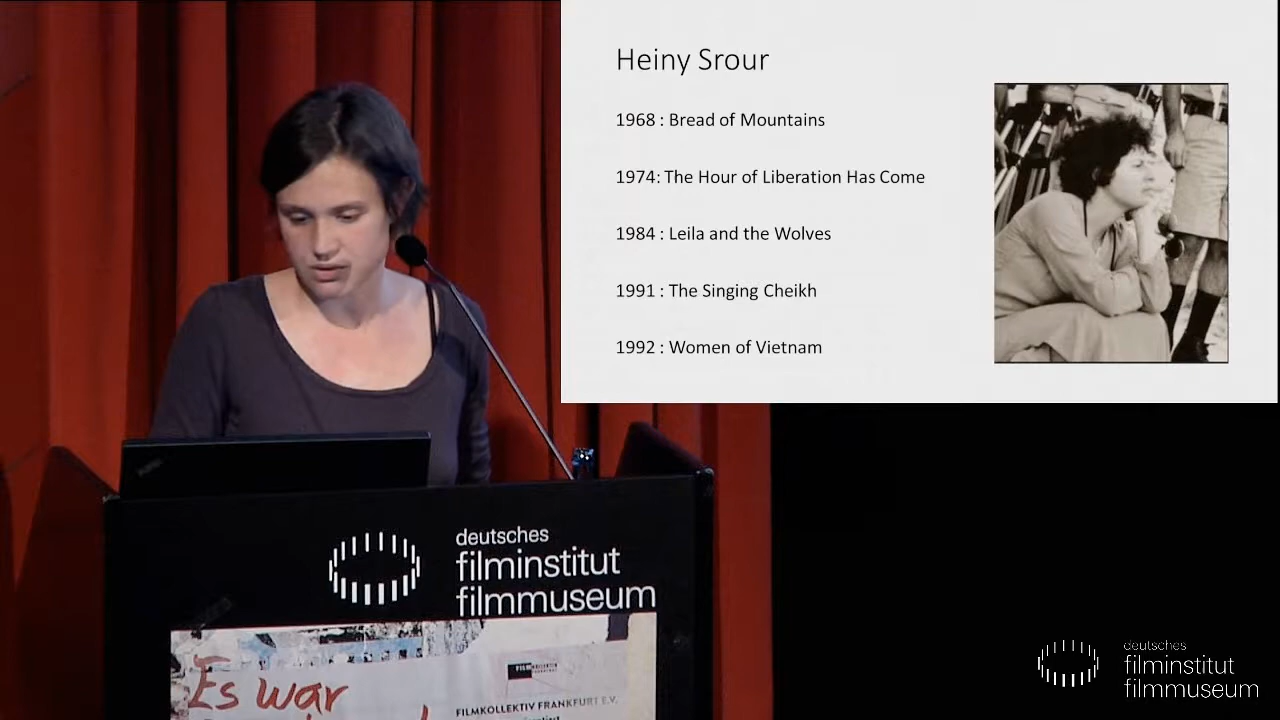 Heiny Srour
1968 : Bread of Mountains
1974: The Hour of Liberation Has Come
1984 : Leila and the Wolves
1991 : The Singing Cheikh
1992 : Women of Vietnam
deutsches
filminstitut
filmmuseum
Es war
FILMKOLLEKTIV FRANKFURT E.V.
deutsches
filminstitut
filmmuseum